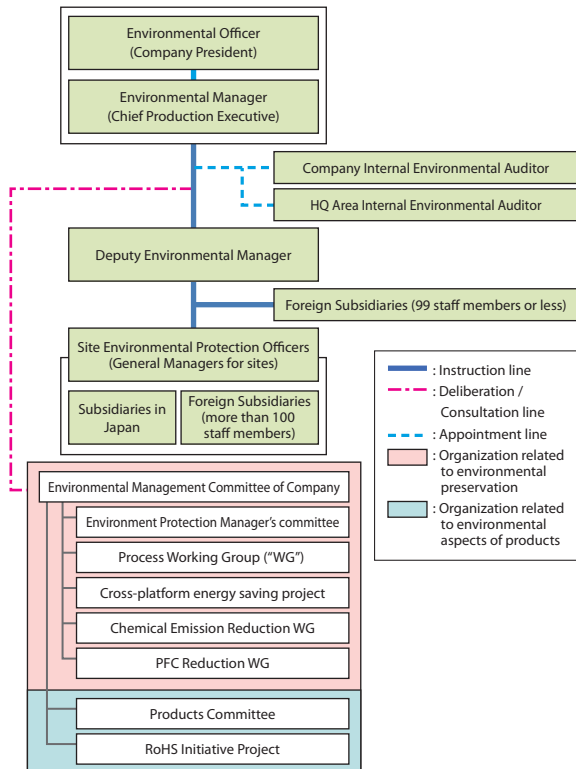 Environmental Officer
(Company President)
Environmental Manager
(Chief Production Executive)
Company Internal Environmental Auditor
HQ Area Internal Environmental Auditor
Deputy Environmental Manager
Foreign Subsidiaries (99 staff members or less)
Site Environmental Protection Officers
(General Managers for sites)
Subsidiaries in
Japan
Foreign Subsidiaries
(more than 100
staff members)
: Instruction line
: Deliberation /
Consultation line
: Appointment line
: Organization related
to environmental
preservation
: Organization related
to environmental
aspects of products
Environmental Management Committee of Company
Environment Protection Manager's committee
Process Working Group ("WG")
Cross-platform energy saving project
Chemical Emission Reduction WG
PFC Reduction WG
Products Committee
RoHS Initiative Project